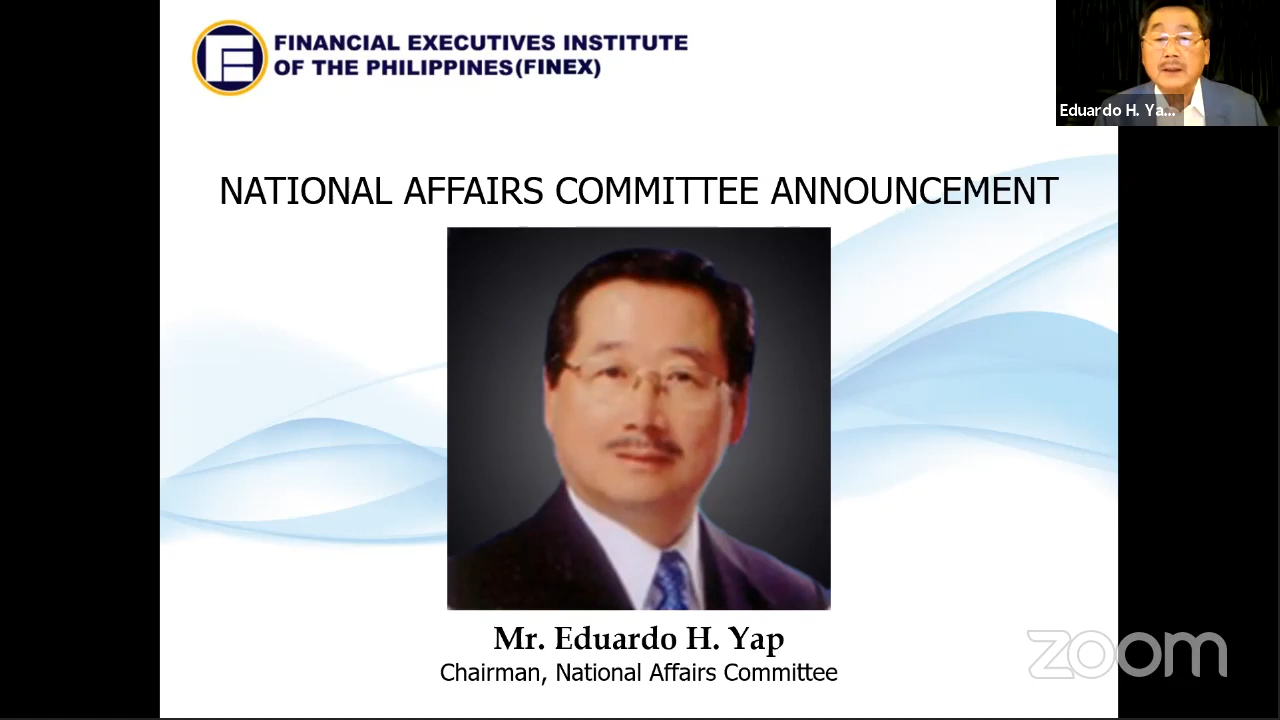 FINANCIAL EXECUTIVES INSTITUTE
OF THE PHILIPPINES(FINEX)
Eduardo H. Ya...
NATIONAL AFFAIRS COMMITTEE ANNOUNCEMENT
Mr. Eduardo H. Yap
Chairman, National Affairs Committee
zoom